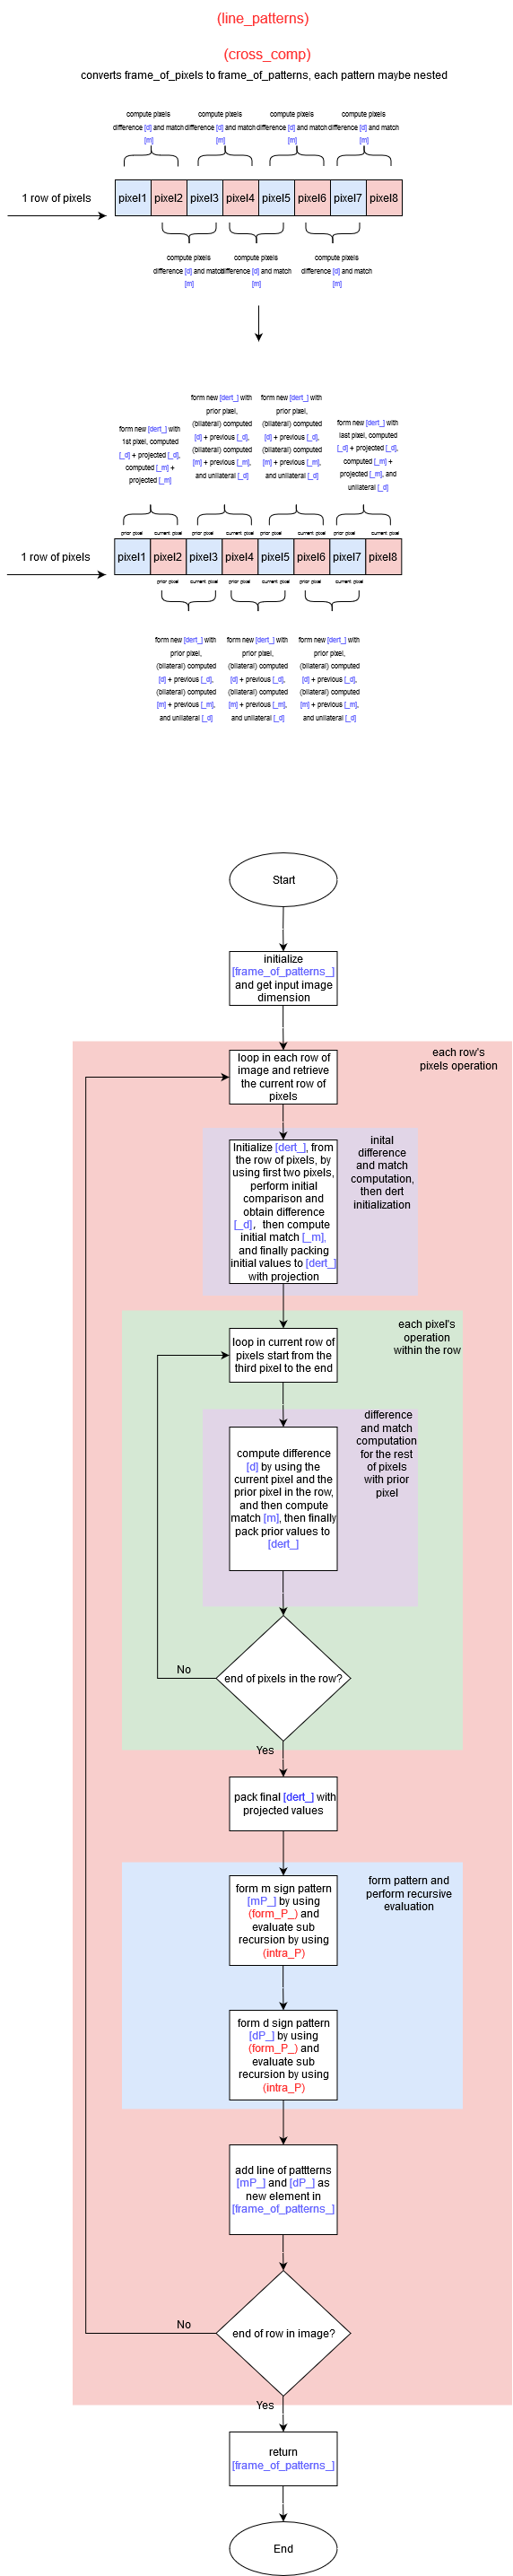 (line_patterns)
(cross_comp)
converts frame_of_pixels to frame_of_patterns, each pattern maybe nested
compute pixels
difference [d] and match
[m]
compute pixels
difference [d] and match
[m]
compute pixels
difference [d] and match
[m]
compute pixels
difference [d] and match
[m]
1 row of pixels
pixel1
pixel2
pixel3
pixel4
pixel5
pixel6
pixel7
pixel8
compute pixels
difference [d] and match
[m]
compute pixels
difference [d] and match
[m]
compute pixels
difference [d] and match
[m]
form new [dert_] with
1st pixel, computed
[_d] + projected [_d],
computed [_m] +
projected [_m]
form new [dert_] with
prior pixel,
(bilateral) computed
[d] + previous [_d],
(bilateral) computed
[m] + previous [_m],
and unilateral [_d]
form new [dert_] with
prior pixel,
(bilateral) computed
[d] + previous [_d],
(bilateral) computed
[m] + previous [_m],
and unilateral [_d]
form new [dert_] with
last pixel, computed
[_d] + projected [_d],
computed [_m] +
projected [_m], and
unilateral [_d]
prior pixel
current pixel
prior pixel
current pixel
prior pixel
current pixel
prior pixel
current pixel
1 row of pixels
pixel1
pixel2
pixel3
pixel4
pixel5
pixel6
pixel7
pixel8
prior pixel
current pixel
prior pixel
current pixel
prior pixel
current pixel
form new [dert_] with
prior pixel,
(bilateral) computed
[d] + previous [_d],
(bilateral) computed
[m] + previous [_m],
and unilateral [_d]
form new [dert_] with
prior pixel,
(bilateral) computed
[d] + previous [_d],
(bilateral) computed
[m] + previous [_m],
and unilateral [_d]
form new [dert_] with
prior pixel,
(bilateral) computed
[d] + previous [_d],
(bilateral) computed
[m] + previous [_m],
and unilateral [_d]
Start
initialize
[frame_of_patterns_]
and get input image
dimension
each row's
pixels operation
loop in each row of
image and retrieve
the current row of
pixels
inital
difference
and match
computation,
then dert
initialization
Initialize [dert_], from
the row of pixels, by
using first two pixels,
perform initial
comparison and
obtain difference
[_d], then compute
initial match [_m],
and finally packing
initial values to [dert_]
with projection
each pixel's
operation
within the row
loop in current row of
pixels start from the
third pixel to the end
difference
and match
computation
for the rest
of pixels
with prior
pixel
compute difference
[d] by using the
current pixel and the
prior pixel in the row,
and then compute
match [m], then finally
pack prior values to
[dert_]
end of pixels in the row?
No
Yes
pack final [dert_] with
projected values
form pattern and
perform recursive
evaluation
form m sign pattern
[mP_] by using
(form_P_) and
evaluate sub
recursion by using
(intra_P)
form d sign pattern
[dP_] by using
(form_P_) and
evaluate sub
recursion by using
(intra_P)
add line of pattterns
[mP_] and [dP_] as
new element in
[frame_of_patterns_]
No
end of row in image?
Yes
return
[frame_of_patterns_]
End